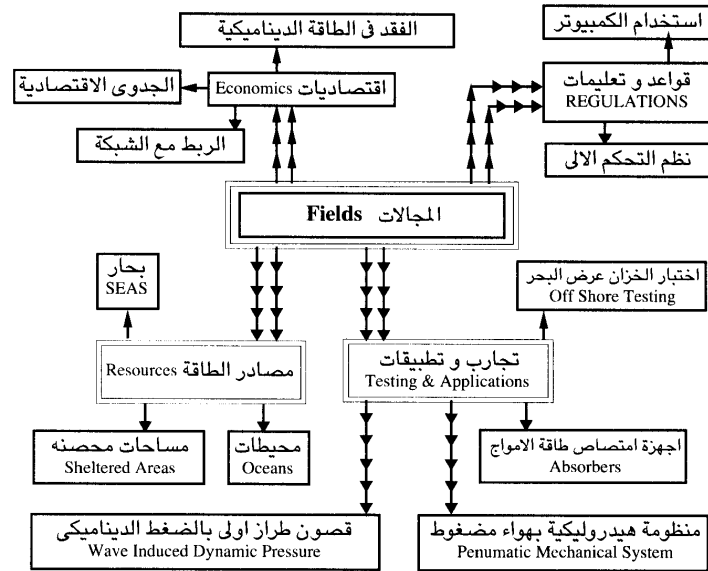 الفقد فى الطاقة الديناميكية
استخدام الكمبيوتر
الجدوى الاقتصادية
اقتصاديات Economics
قواعد و تعليمات
REGULATIONS
الربط مع الشبكة
نظم التحكم الالى
المجالات Fields
بحار
SEAS
اختبار الخزان عرض البحر
Off Shore Testing
مصادر الطاقة Resources
تجارب و تطبيقات
Testing & Applications
مساحات محصنه
Sheltered Areas
محيطات
Oceans
اجهزة امتصاص طاقة الامواج
Absorbers
قصون طراز اولى بالضغط الديناميكى
Wave Induced Dynamic Pressure
منظومة هيدروليكية بهواء مضغوط
Penumatic Mechanical System